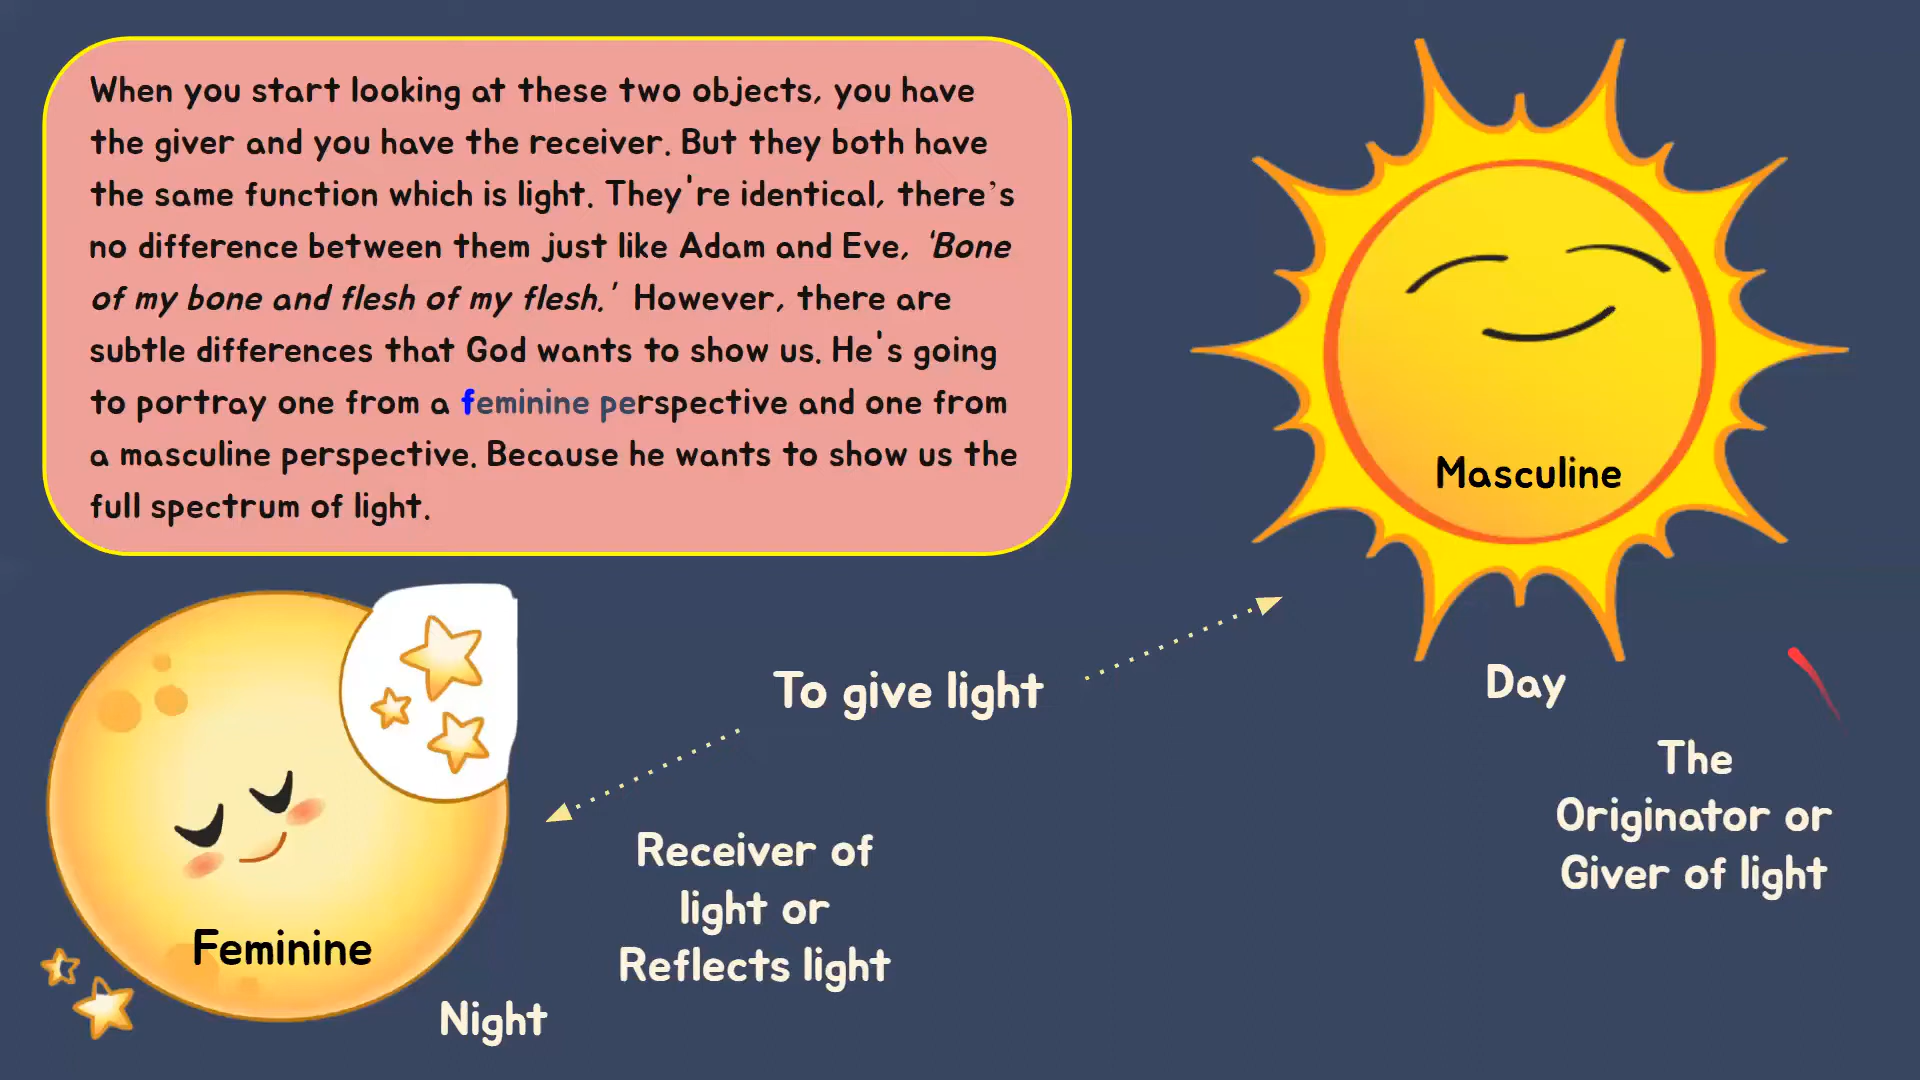 When you start looking at these two objects, you have
the giver and you have the receiver. But they both have
the same function which is light. They're identical, there's
no difference between them just like Adam and Eve, 'Bone
of my bone and flesh of my flesh.' However, there are
subtle differences that God wants to show us. He's going
to portray one from a feminine perspective and one from
a masculine perspective. Because he wants to show us the
full spectrum of light.
Masculine
Day
To give light
The
Originator or
Giver of light
Receiver of
light or
Reflects light
Feminine
Night